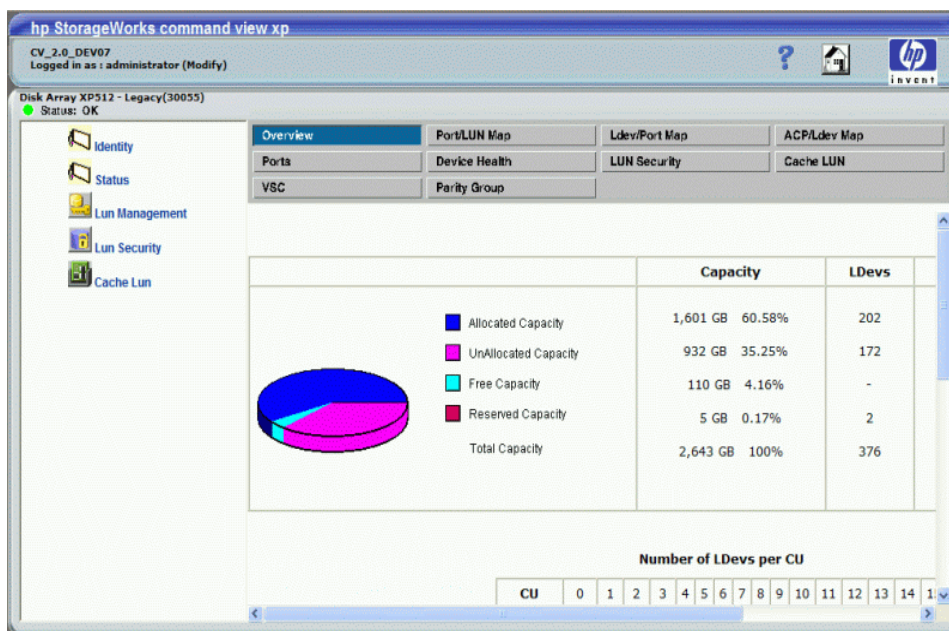 hp StorageWorks command view xp
CV_2.0_DEV07
Logged in as : administrator (Modify)
hp
invent
Disk Array XP512 - Legacy(30055)
Status: OK
Identity
Status
Lun Management
Lun Security
Cache Lun
Overview Port/LUN Map Ldev/Port Map ACP/Ldev Map
Ports Device Health LUN Security Cache LUN
VSC Parity Group
Capacity LDevs
Allocated Capacity 1,601 GB 60.58% 202
UnAllocated Capacity 932 GB 35.25% 172
Free Capacity 110 GB 4.16% -
Reserved Capacity 5 GB 0.17% 2
Total Capacity 2,643 GB 100% 376
Number of LDevs per CU
CU 0 1 2 3 4 5 6 7 8 9 10 11 12 13 14